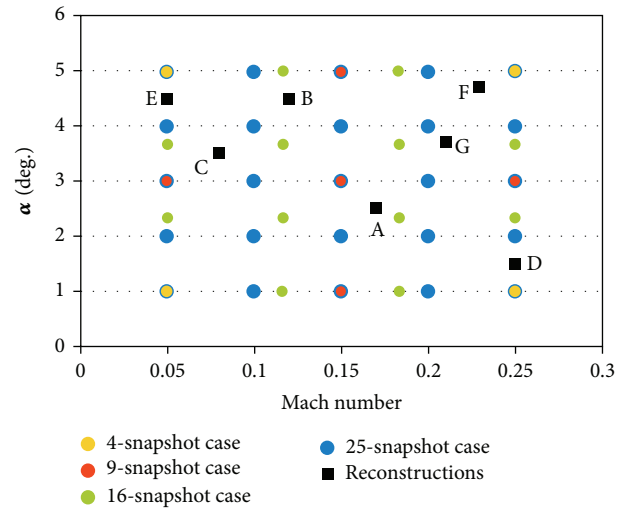 6
5
E
B
F
4
C
G
α (deg.)
3
A
2
D
1
0
0
0.05
0.1
0.15
0.2
0.25
0.3
Mach number
4-snapshot case
9-snapshot case
16-snapshot case
25-snapshot case
Reconstructions